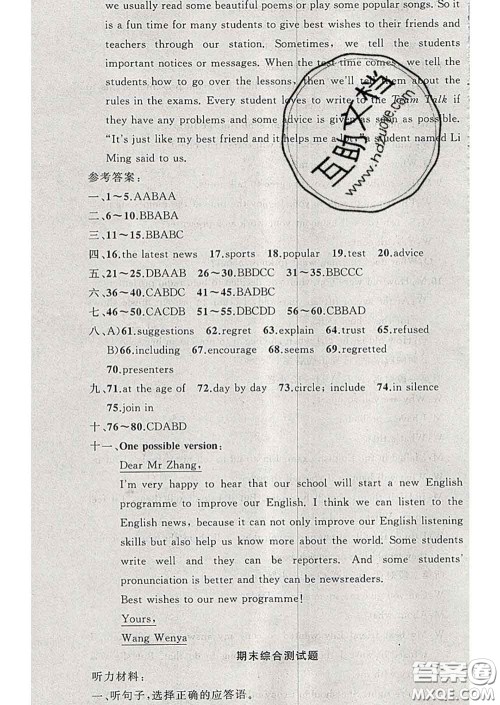 we usually read some beautiful poems or play some popular songs. So it
is a fun time for many students to give best wishes to their friends and
teachers through our station. Sometimes, we tell the students
important notices or messages. When the test time comes, we tell the
students how to go over the lessons, then we'll tell them about the
rules in the exams. Every student loves to write to the Team Talk if
they have any problems and some advice is given as soon as possible.
"It's just like my best friend and it helps me a lot," a student named Li
Ming said to us.
参考答案:
一、1~5.AABAA
二、6~10.BBABA
三、11~15.BBABC
四、16.the latest news 17.sports 18.popular 19.test 20.advice
五、21~25.DBAAB 26~30.BBDCC 31~35.BBCCC
六、36~40.CABDC 41~45.BADBC
七、46~50.CACDB 51~55.DBCDD 56~60.CBBAD
八、A)61.suggestions 62.regret 63.explain 64.trust 65.refused
B)66.including 67.encourage 68.seems 69.regretted
70.presenters
九、71.at the age of 72.day by day 73.circle; include 74.in silence
75.join in
十、76~80.CDABD
十一、One possible version:
Dear Mr Zhang,
I'm very happy to hear that our school will start a new English
programme to improve our English. I think we can listen to the
English news, because it can not only improve our English listening
skills but also help us know more about the world. Some students
write well and they can be reporters. And some students'
pronunciation is better and they can be newsreaders.
Best wishes to our new programme!
Yours,
Wang Wenya
期末综合测试题
听力材料:
一、听句子,选择正确的应答语。
互助文档
www.hdzuoye.com
答案圈
MXQE.COM